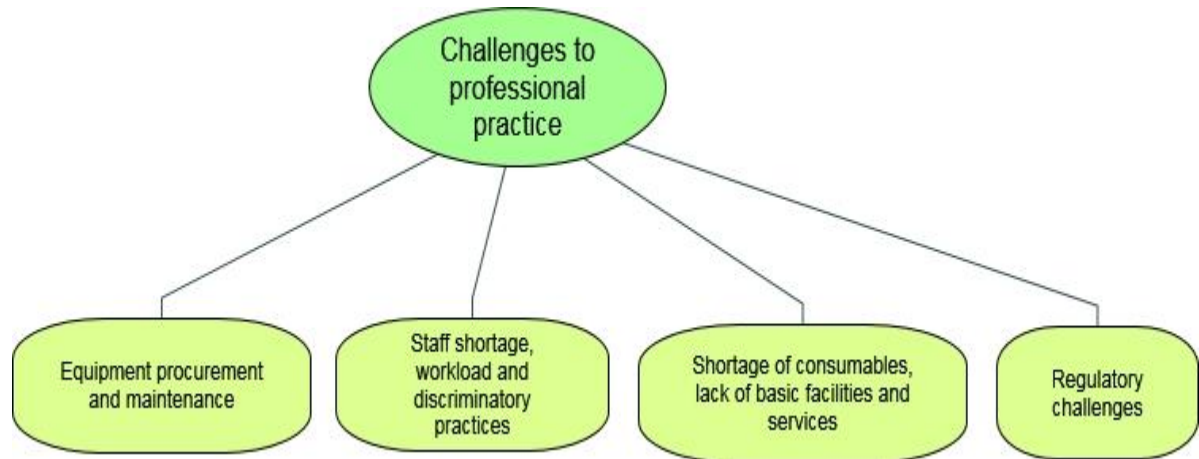 Challenges to
professional
practice
Equipment procurement
and maintenance
Staff shortage,
workload and
discriminatory
practices
Shortage of consumables,
lack of basic facilities and
services
Regulatory
challenges